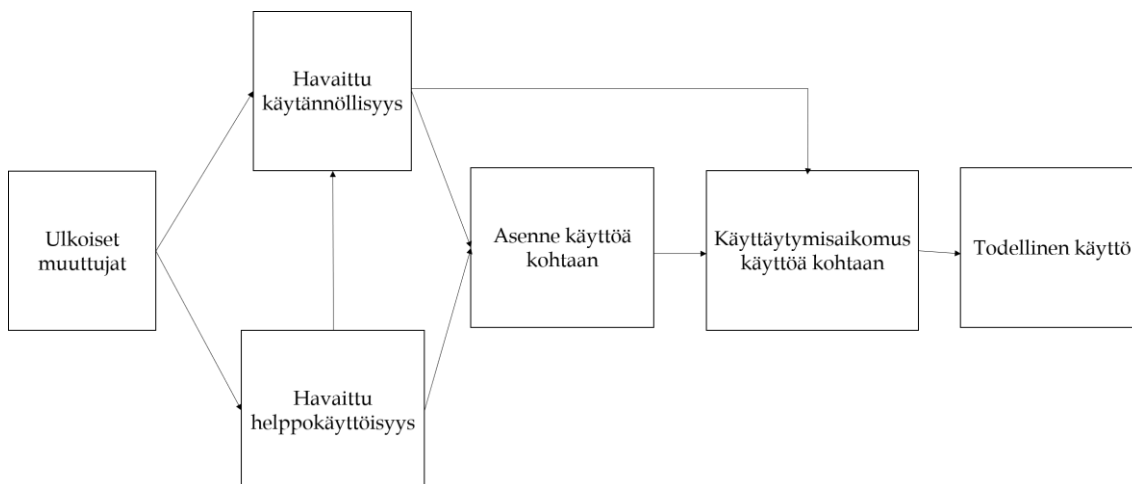 Havaittu
käytännöllisyys
Ulkoiset
muuttujat
Asenne käyttöä
kohtaan
Käyttäytymisaikomus
käyttöä kohtaan
Todellinen käyttö
Havaittu
helppokäyttöisyys